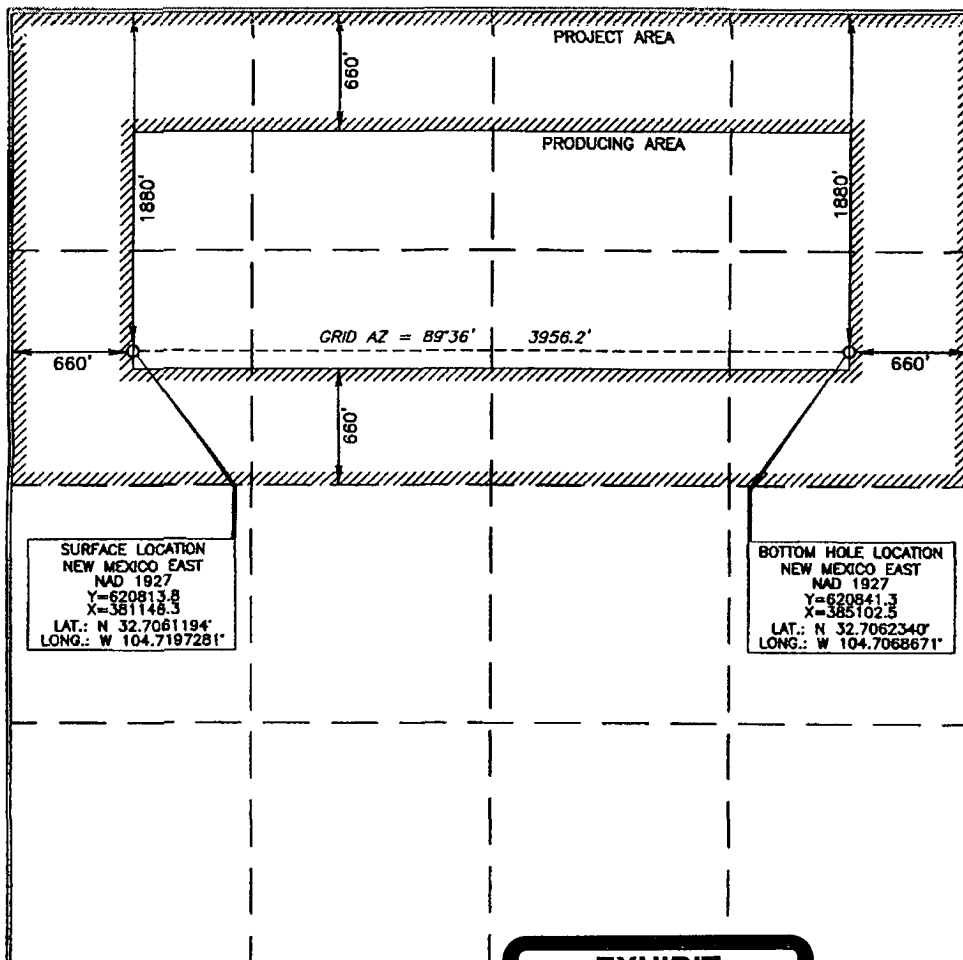 PROJECT AREA
660'
PRODUCING AREA
1880'
1880'
GRID AZ = 89°36' 3956.2'
660'
660'
660'
SURFACE LOCATION
NEW MEXICO EAST
NAD 1927
Y=620813.8
X=381148.3
LAT.: N 32.7061194°
LONG.: W 104.7197281°
BOTTOM HOLE LOCATION
NEW MEXICO EAST
NAD 1927
Y=620841.3
X=385102.5
LAT.: N 32.7062340°
LONG.: W 104.7068671°
EXHIBIT